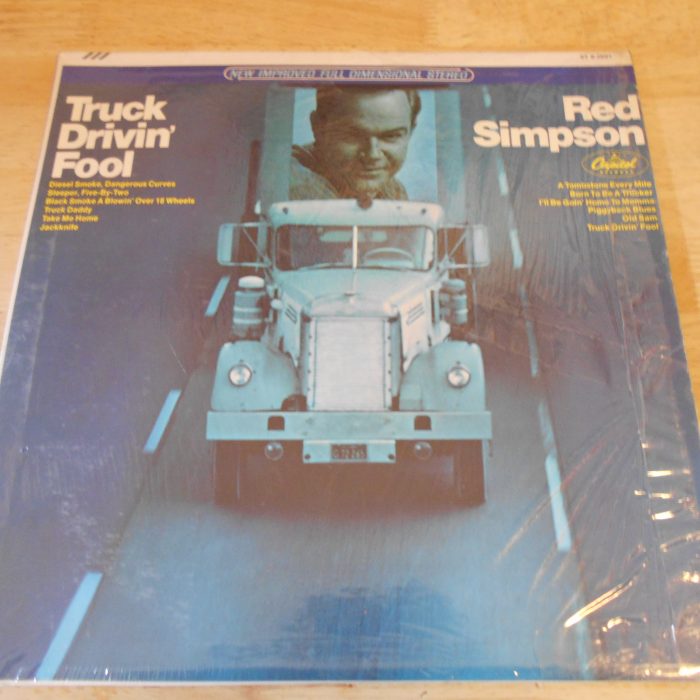 NEW IMPROVED FULL DIMENSIONAL STEREO
Truck
Drivin'
Fool
Diesel Smoke, Dangerous Curves
Sleeper, Five-By-Two
Black Smoke A Blowin' Over 18 Wheels
Truck Daddy
Take Me Home
Jackknife
Red
Simpson
Capitol
RECORDS
A Tombstone Every Mile
Born To Be A Trucker
I'll Be Goin' Home To Momma
Piggyback Blues
Old Sam
Truck Drivin' Fool